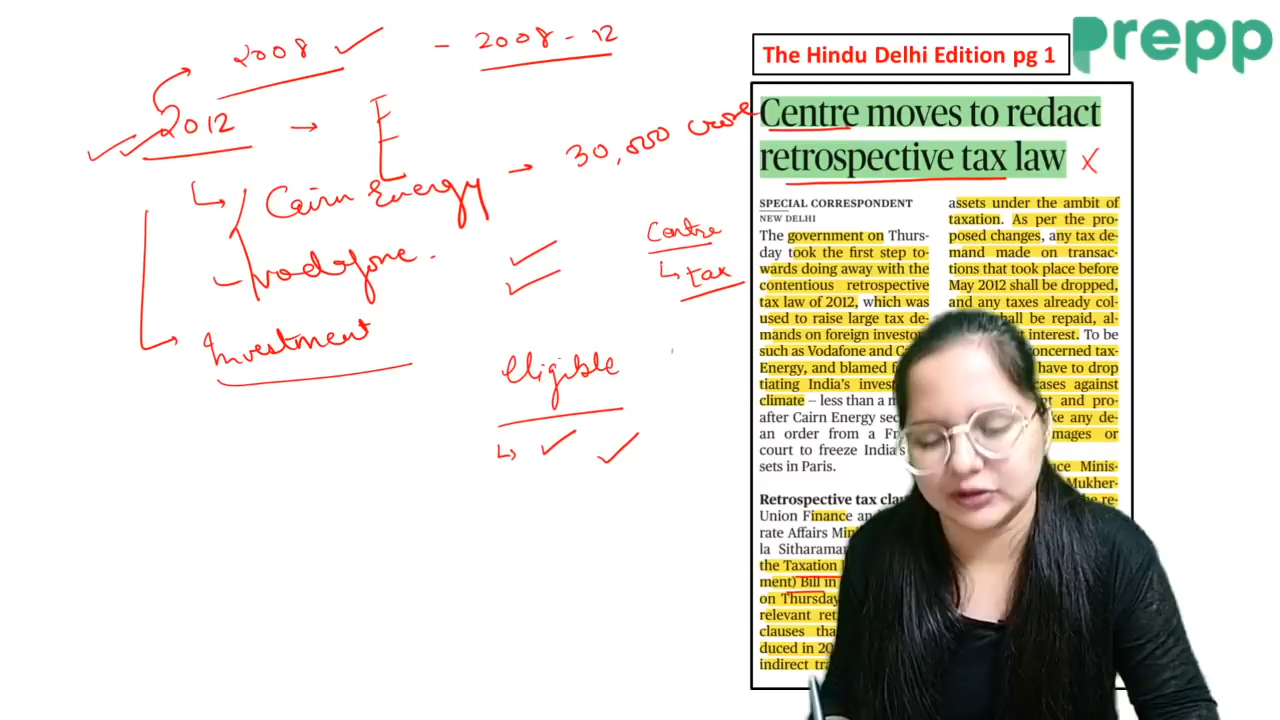 2008 - 2008-12
2012 →
Cairn Energy → 30,000 crore
Vodafone.
Investment
Centre
↳ tax
eligible
prepp
The Hindu Delhi Edition pg 1
Centre moves to redact
retrospective tax law
SPECIAL CORRESPONDENT
NEW DELHI
The government on Thurs-
day took the first step to-
wards doing away with the
contentious retrospective
tax law of 2012, which was
used to raise large tax de-
mands on foreign investo
such as Vodafone and C
Energy, and blamed f
tiating India's inves
climate – less than a m
after Cairn Energy sec
an order from a Fr
court to freeze India's
sets in Paris.
Retrospective tax cla
Union Finance an
rate Affairs Min
la Sitharama
the Taxation
ment) Bill in
on Thursday
relevant ret
clauses tha
duced in 20
indirect tra
assets under the ambit of
taxation. As per the pro-
posed changes, any tax de-
mand made on transac-
tions that took place before
May 2012 shall be dropped,
and any taxes already col-
shall be repaid, al-
t interest. To be
concerned tax-
have to drop
cases against
nt and pro-
ke any de-
mages or
nce Minis-
Mukher-
he re-